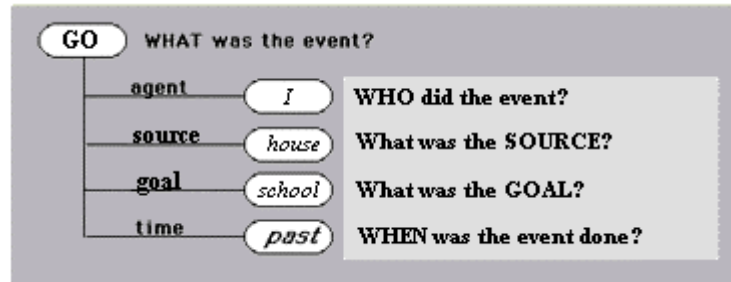 GO WHAT was the event?
agent I WHO did the event?
source house What was the SOURCE?
goal school What was the GOAL?
time past WHEN was the event done?